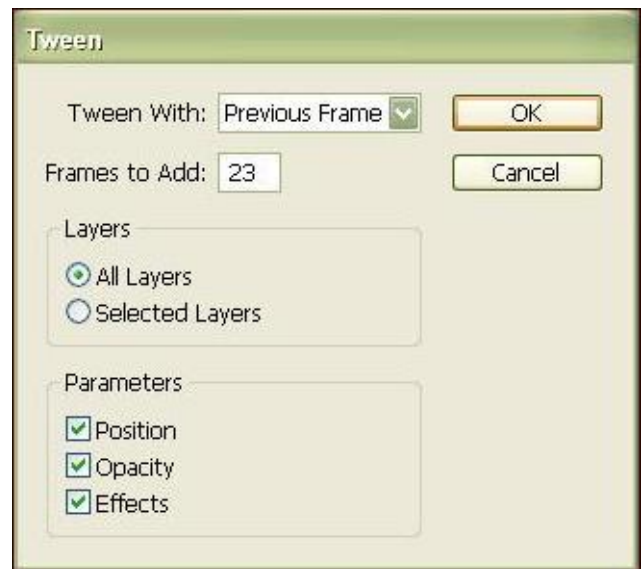 Tween
Tween With: Previous Frame OK
Frames to Add: 23 Cancel
Layers
All Layers
Selected Layers
Parameters
Position
Opacity
Effects